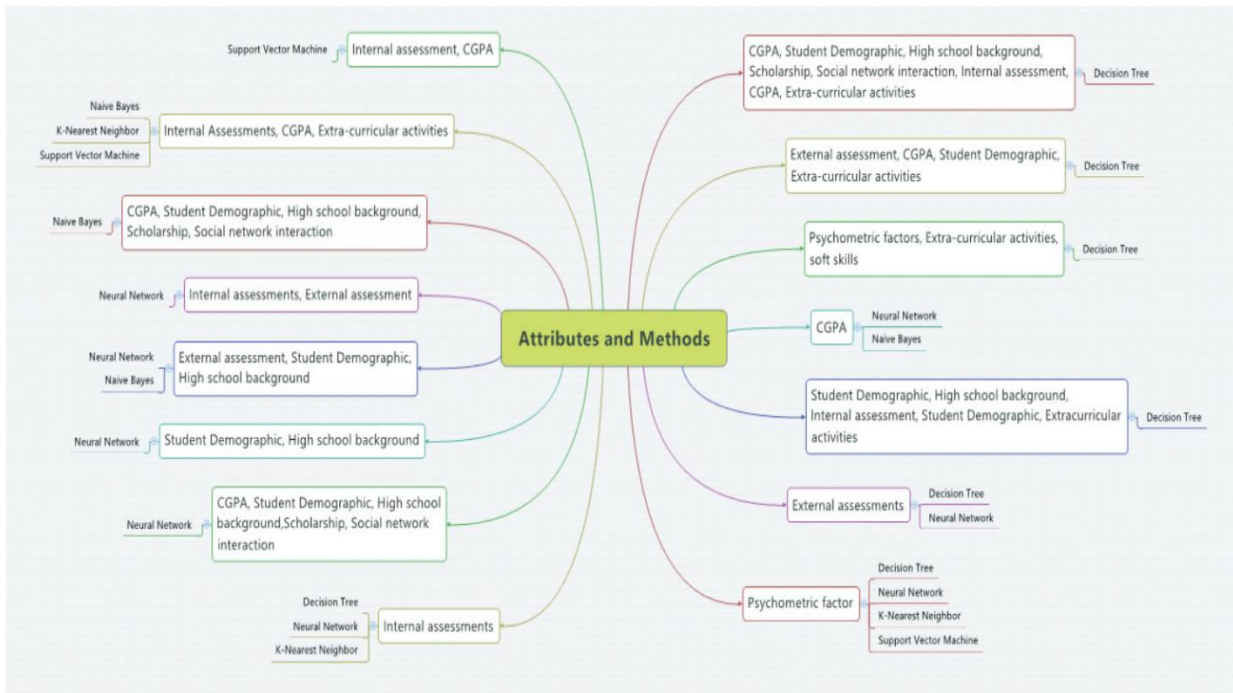 Attributes and Methods
CGPA, Student Demographic, High school background,
Scholarship, Social network interaction, Internal assessment,
CGPA, Extra-curricular activities
Decision Tree
External assessment, CGPA, Student Demographic,
Extra-curricular activities
Decision Tree
Psychometric factors, Extra-curricular activities,
soft skills
Decision Tree
CGPA
Neural Network
Naive Bayes
Student Demographic, High school background,
Internal assessment, Student Demographic, Extracurricular
activities
Decision Tree
External assessments
Decision Tree
Neural Network
Psychometric factor
Decision Tree
Neural Network
K-Nearest Neighbor
Support Vector Machine
Internal assessment, CGPA
Support Vector Machine
Internal Assessments, CGPA, Extra-curricular activities
Naive Bayes
K-Nearest Neighbor
Support Vector Machine
CGPA, Student Demographic, High school background,
Scholarship, Social network interaction
Naive Bayes
Internal assessments, External assessment
Neural Network
External assessment, Student Demographic,
High school background
Neural Network
Naive Bayes
Student Demographic, High school background
Neural Network
CGPA, Student Demographic, High school
background,Scholarship, Social network
interaction
Neural Network
Internal assessments
Decision Tree
Neural Network
K-Nearest Neighbor